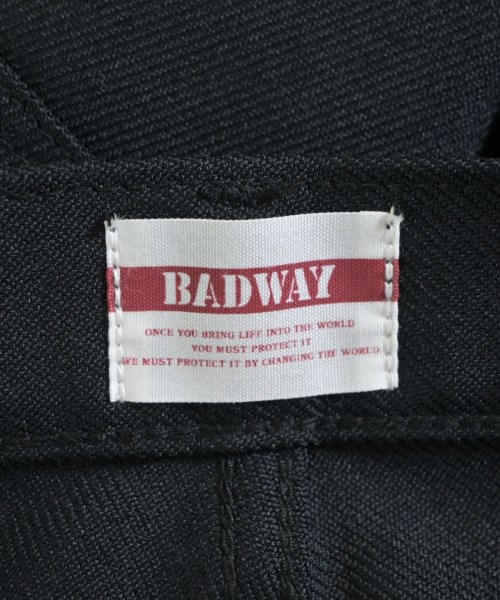 BADWAY
ONCE YOU BRING LIFE INTO THE WORLD
YOU MUST PROTECT IT
WE MUST PROTECT IT BY CHANGING THE WORLD